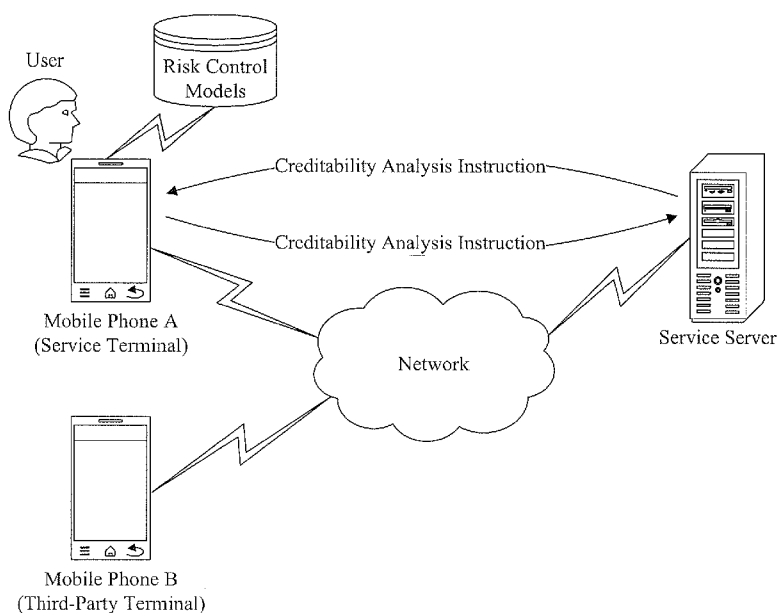 User
Risk Control
Models
Creditability Analysis Instruction
Creditability Analysis Instruction
Mobile Phone A
(Service Terminal)
Service Server
Network
Mobile Phone B
(Third-Party Terminal)